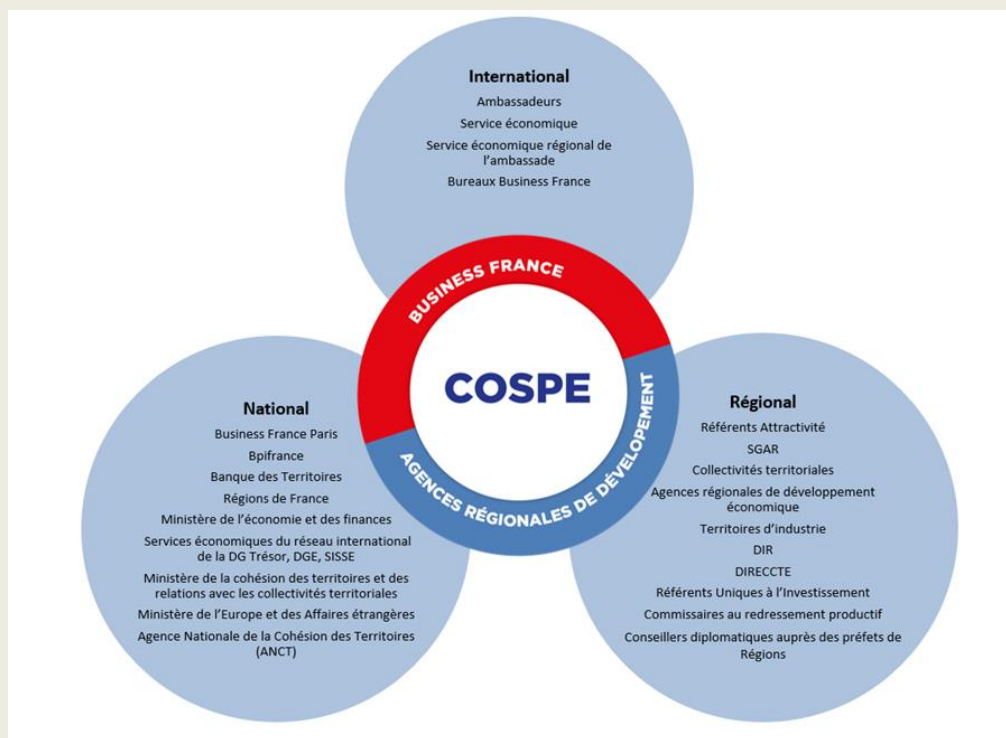 International
Ambassadeurs
Service économique
Service économique régional de
l'ambassade
Bureaux Business France
BUSINESS FRANCE
COSPE
AGENCES RÉGIONALES DE DÉVELOPEMENT
National
Business France Paris
Bpifrance
Banque des Territoires
Régions de France
Ministère de l'économie et des finances
Services économiques du réseau international
de la DG Trésor, DGE, SISSE
Ministère de la cohésion des territoires et des
relations avec les collectivités territoriales
Ministère de l'Europe et des Affaires étrangères
Agence Nationale de la Cohésion des Territoires
(ANCT)
Régional
Référents Attractivité
SGAR
Collectivités territoriales
Agences régionales de développement
économique
Territoires d'industrie
DIR
DIRECCTE
Référents Uniques à l'Investissement
Commissaires au redressement productif
Conseillers diplomatiques auprès des préfets de
Régions